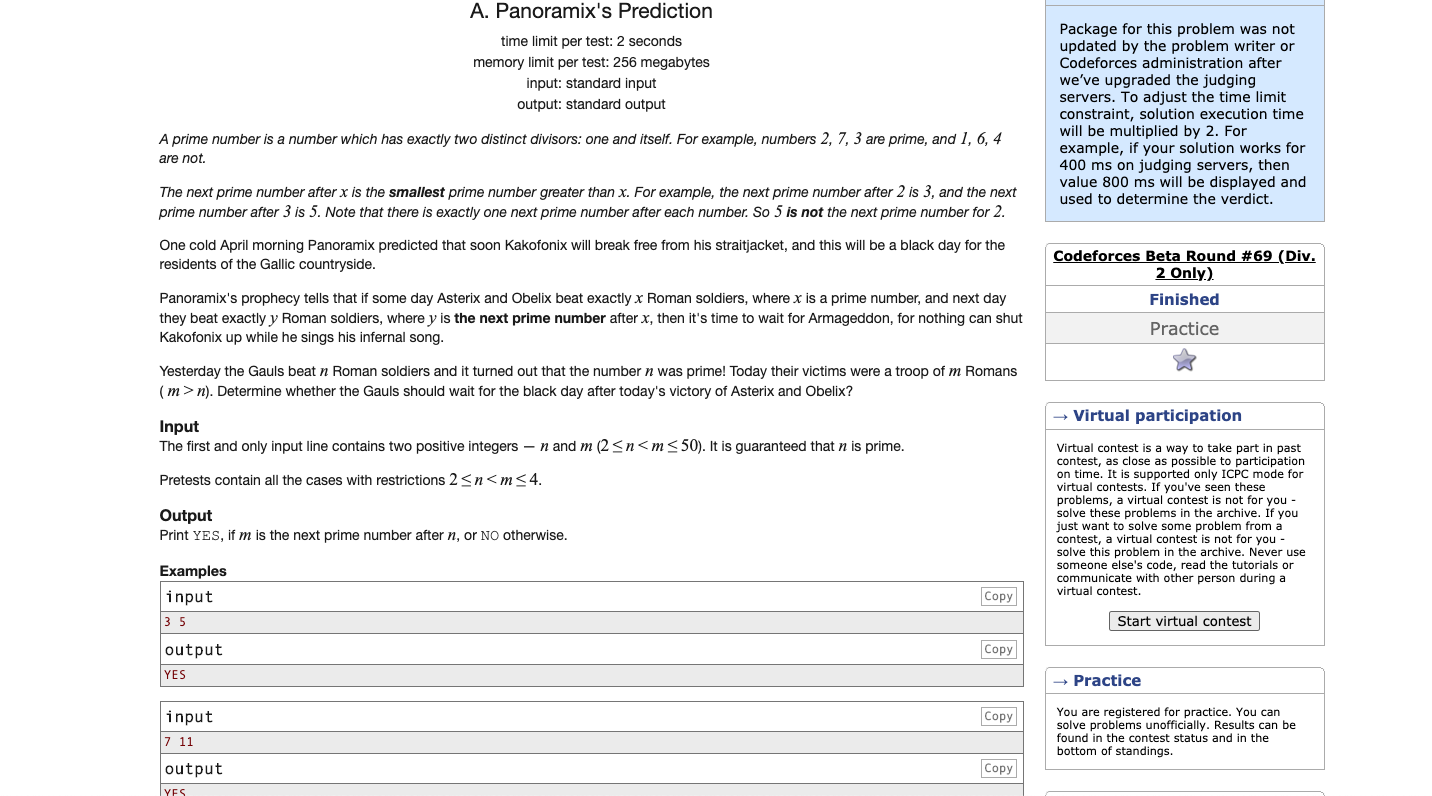 A. Panoramix's Prediction
time limit per test: 2 seconds
memory limit per test: 256 megabytes
input: standard input
output: standard output
A prime number is a number which has exactly two distinct divisors: one and itself. For example, numbers 2, 7, 3 are prime, and 1, 6, 4
are not.
The next prime number after x is the smallest prime number greater than x. For example, the next prime number after 2 is 3, and the next
prime number after 3 is 5. Note that there is exactly one next prime number after each number. So 5 is not the next prime number for 2.
One cold April morning Panoramix predicted that soon Kakofonix will break free from his straitjacket, and this will be a black day for the
residents of the Gallic countryside.
Panoramix's prophecy tells that if some day Asterix and Obelix beat exactly x Roman soldiers, where x is a prime number, and next day
they beat exactly y Roman soldiers, where y is the next prime number after x, then it's time to wait for Armageddon, for nothing can shut
Kakofonix up while he sings his infernal song.
Yesterday the Gauls beat n Roman soldiers and it turned out that the number n was prime! Today their victims were a troop of m Romans
( m > n). Determine whether the Gauls should wait for the black day after today's victory of Asterix and Obelix?
Input
The first and only input line contains two positive integers — n and m (2 ≤ n < m ≤ 50). It is guaranteed that n is prime.
Pretests contain all the cases with restrictions 2 ≤ n < m ≤ 4.
Output
Print YES, if m is the next prime number after n, or NO otherwise.
Examples
input
Copy
3 5
output
Copy
YES
input
Copy
7 11
output
Copy
YES
Package for this problem was not
updated by the problem writer or
Codeforces administration after
we've upgraded the judging
servers. To adjust the time limit
constraint, solution execution time
will be multiplied by 2. For
example, if your solution works for
400 ms on judging servers, then
value 800 ms will be displayed and
used to determine the verdict.
Codeforces Beta Round #69 (Div.
2 Only)
Finished
Practice
→ Virtual participation
Virtual contest is a way to take part in past
contest, as close as possible to participation
on time. It is supported only ICPC mode for
virtual contests. If you've seen these
problems, a virtual contest is not for you -
solve these problems in the archive. If you
just want to solve some problem from a
contest, a virtual contest is not for you -
solve this problem in the archive. Never use
someone else's code, read the tutorials or
communicate with other person during a
virtual contest.
Start virtual contest
→ Practice
You are registered for practice. You can
solve problems unofficially. Results can be
found in the contest status and in the
bottom of standings.